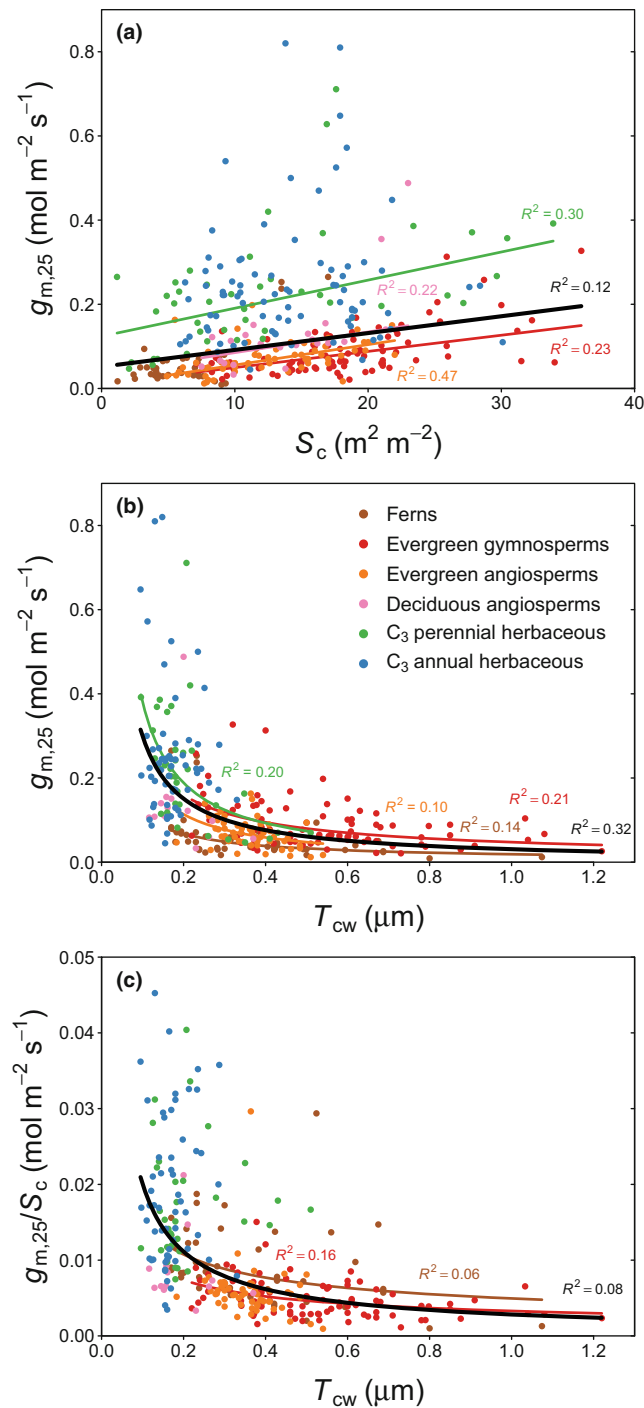 (a)
0.8
0.6
0.4
0.2
0.0
g_m,25 (mol m⁻² s⁻¹)
R² = 0.30
R² = 0.22
R² = 0.12
R² = 0.23
R² = 0.47
0 10 20 30 40
S_c (m² m⁻²)
(b)
0.8
0.6
0.4
0.2
0.0
g_m,25 (mol m⁻² s⁻¹)
Ferns
Evergreen gymnosperms
Evergreen angiosperms
Deciduous angiosperms
C₃ perennial herbaceous
C₃ annual herbaceous
R² = 0.20
R² = 0.10
R² = 0.21
R² = 0.14
R² = 0.32
0.0 0.2 0.4 0.6 0.8 1.0 1.2
T_cw (μm)
(c)
0.05
0.04
0.03
0.02
0.01
0.00
g_m,25/S_c (mol m⁻² s⁻¹)
R² = 0.16
R² = 0.06
R² = 0.08
0.0 0.2 0.4 0.6 0.8 1.0 1.2
T_cw (μm)